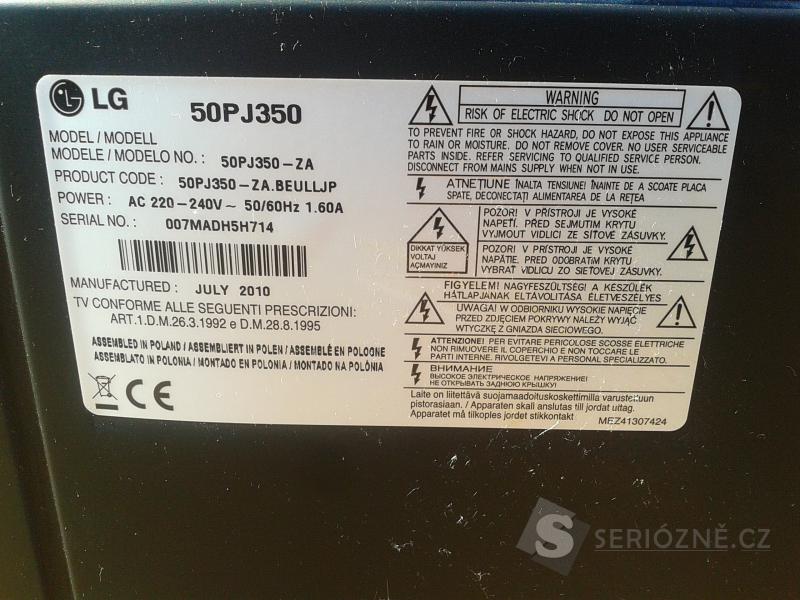 LG
50PJ350
MODEL / MODELL
MODELE / MODELO NO. : 50PJ350-ZA
PRODUCT CODE : 50PJ350-ZA.BEULLJP
POWER : AC 220-240V~ 50/60Hz 1.60A
SERIAL NO. : 007MADH5H714
MANUFACTURED : JULY 2010
TV CONFORME ALLE SEGUENTI PRESCRIZIONI:
ART.1.D.M.26.3.1992 e D.M.28.8.1995
ASSEMBLED IN POLAND / ASSEMBLIERT IN POLEN / ASSEMBLÉ EN POLOGNE
ASSEMBLATO IN POLONIA / MONTADO EN POLONIA / MONTADO NA POLÓNIA
CE
WARNING
RISK OF ELECTRIC SHOCK DO NOT OPEN
TO PREVENT FIRE OR SHOCK HAZARD, DO NOT EXPOSE THIS APPLIANCE
TO RAIN OR MOISTURE. DO NOT REMOVE COVER. NO USER SERVICEABLE
PARTS INSIDE. REFER SERVICING TO QUALIFIED SERVICE PERSON.
DISCONNECT FROM MAINS SUPPLY WHEN NOT IN USE.
ATNEŢIUNE ÎNALTA TENSIUNE! ÎNAINTE DE A SCOATE PLACA
SPATE, DECONECTAŢI ALIMENTAREA DE LA REŢEA
DIKKAT YÜKSEK
VOLTAJ
AÇMAYINIZ
POZOR! V PŘÍSTROJI JE VYSOKÉ
NAPĚTÍ. PŘED SEJMUTIM KRYTU
VYJMOUT VIDLICI ZE SÍŤOVÉ ZÁSUVKY.
POZOR! V PRISTROJI JE VYSOKÉ
NAPÄTIE. PRED ODOBRATIM KRYTU
VYBRAŤ VIDLICU ZO SIEŤOVEJ ZÁSUVKY.
FIGYELEM! NAGYFESZÜLTSÉG! A KÉSZÜLÉK
HÁTLAPJÁNAK ELTÁVOLÍTÁSA ÉLETVESZÉLYES
UWAGA! W ODBIORNIKU WYSOKIE NAPIĘCIE
PRZED ZDJĘCIEM POKRYWY NALEŻY WYJĄĆ
WTYCZKĘ Z GNIAZDA SIECIOWEGO.
ATTENZIONE! PER EVITARE PERICOLOSE SCOSSE ELETTRICHE
NON RIMUOVERE IL COPERCHIO E NON TOCCARE LE
PARTI INTERNE. RIVOLGETEVI A PERSONAL SPECIALIZZATO.
ВНИМАНИЕ
ВЫСОКОЕ ЭЛЕКТРИЧЕСКОЕ НАПРЯЖЕНИЕ!
НЕ ОТКРЫВАТЬ ЗАДНЮЮ КРЫШКУ!
Laite on liitettävä suojamaadoituskoskettimilla varustettuun
pistorasiaan. / Apparaten skall anslutas till jordat uttag.
Apparatet må tilkoples jordet stikkontakt
MEZ41307424
S SERIÓZNĚ.CZ